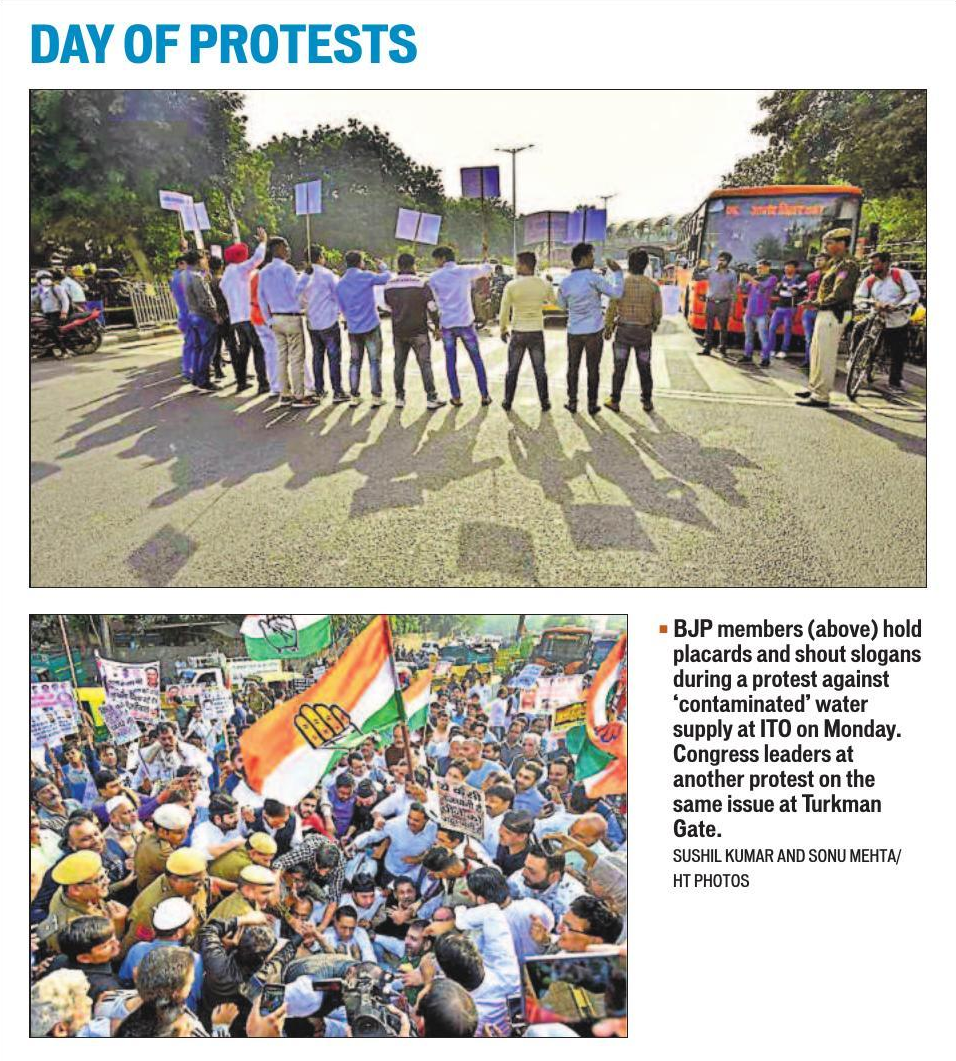 DAY OF PROTESTS
▪ BJP members (above) hold
placards and shout slogans
during a protest against
‘contaminated’ water
supply at ITO on Monday.
Congress leaders at
another protest on the
same issue at Turkman
Gate.
SUSHIL KUMAR AND SONU MEHTA/
HT PHOTOS